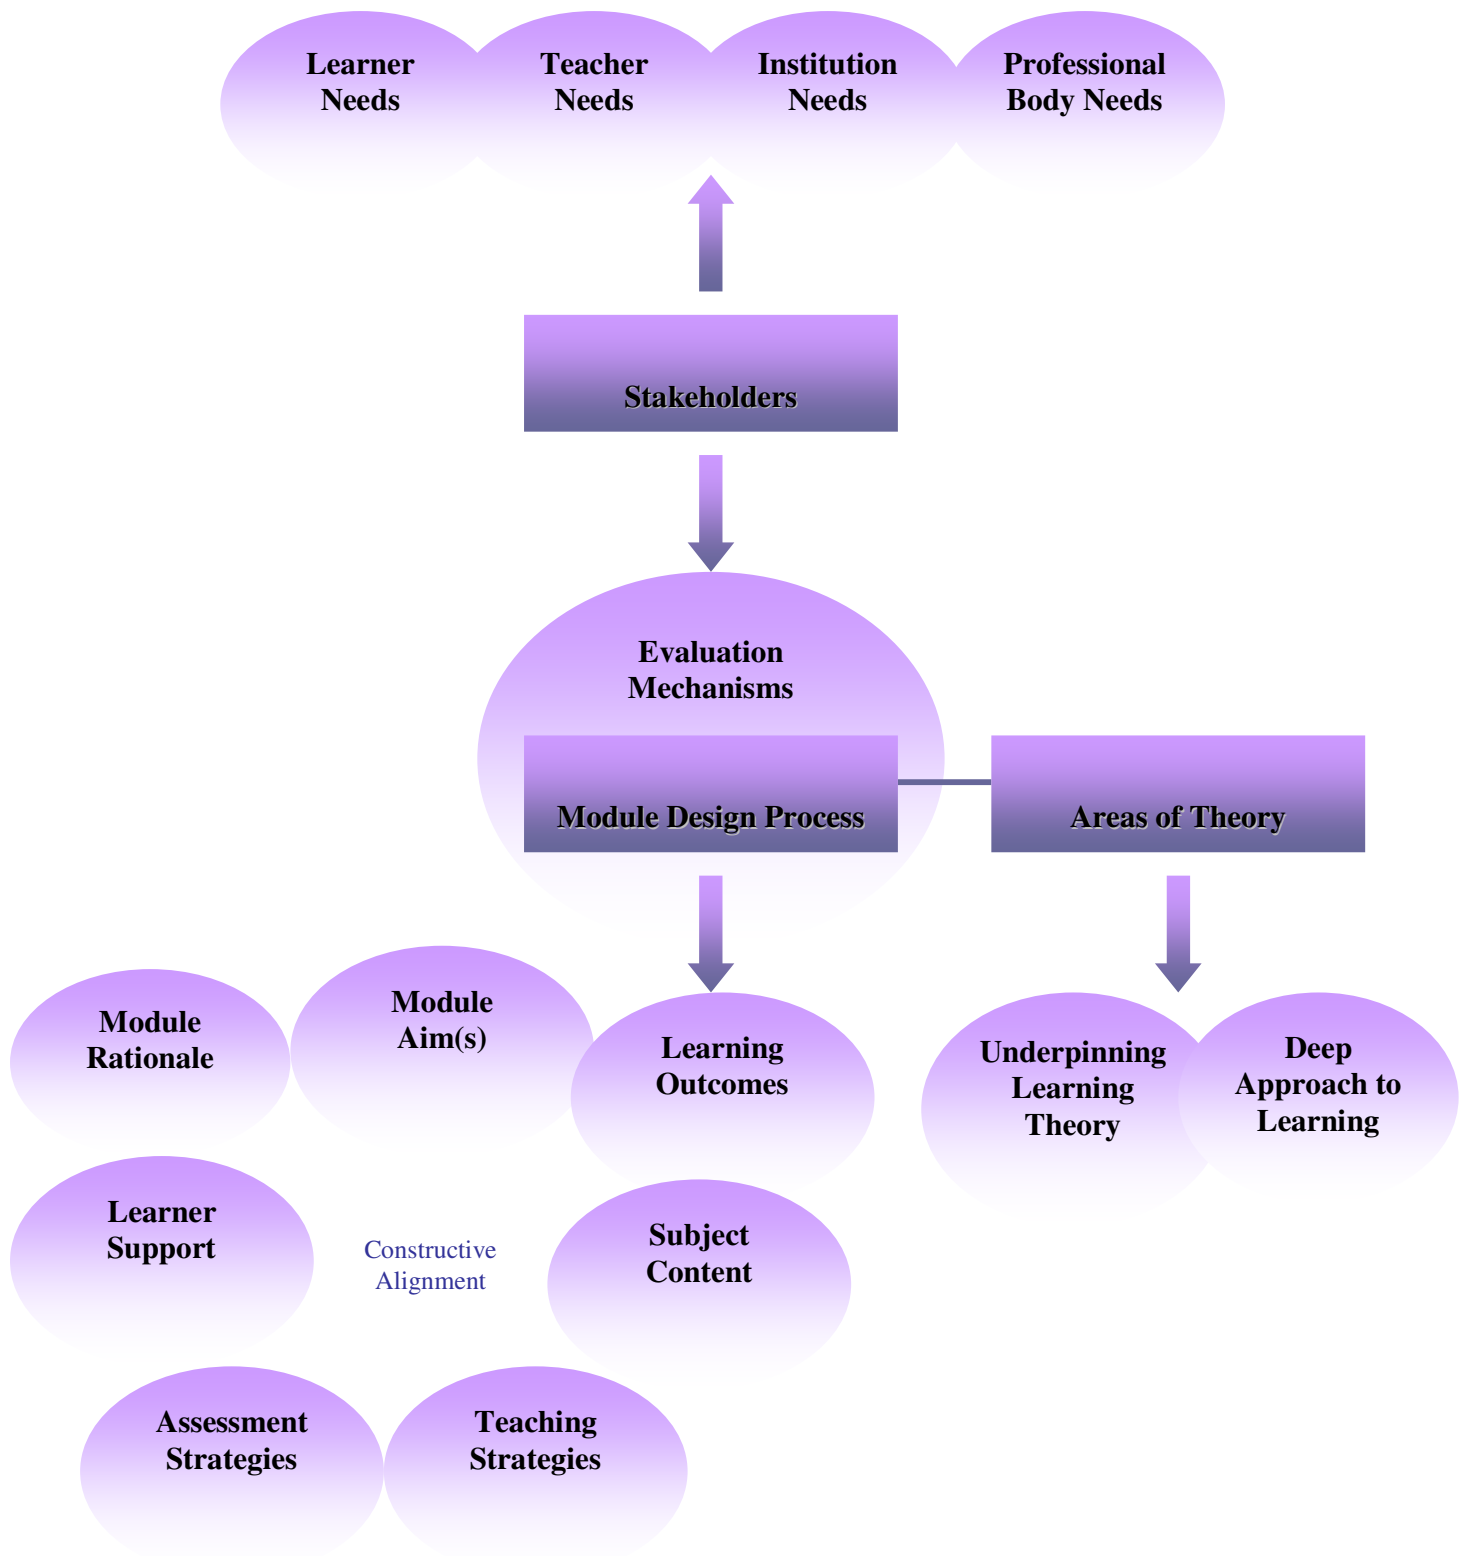 Learner
Needs
Teacher
Needs
Institution
Needs
Professional
Body Needs
Stakeholders
Evaluation
Mechanisms
Module Design Process
Areas of Theory
Module
Rationale
Module
Aim(s)
Learning
Outcomes
Underpinning
Learning
Theory
Deep
Approach to
Learning
Learner
Support
Constructive
Alignment
Subject
Content
Assessment
Strategies
Teaching
Strategies